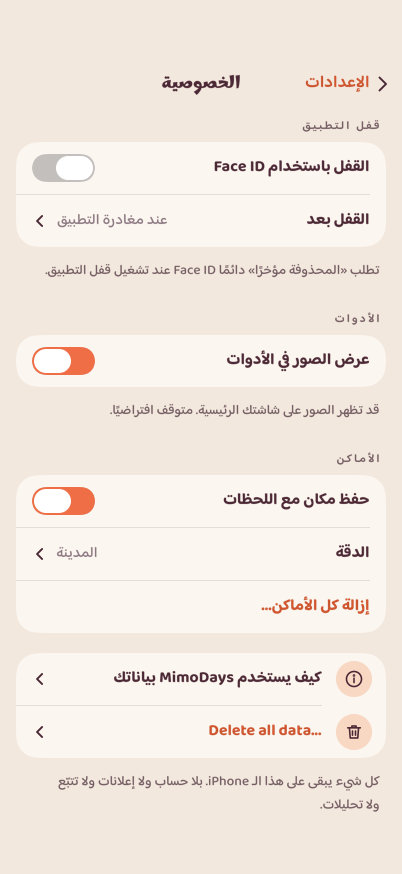 الإعدادات
الخصوصية
قفل التطبيق
القفل باستخدام Face ID
القفل بعد
عند مغادرة التطبيق
تطلب «المحذوفة مؤخرًا» دائمًا Face ID عند تشغيل قفل التطبيق.
الأدوات
عرض الصور في الأدوات
قد تظهر الصور على شاشتك الرئيسية. متوقف افتراضيًا.
الأماكن
حفظ مكان مع اللحظات
الدقة
المدينة
إزالة كل الأماكن...
كيف يستخدم MimoDays بياناتك
Delete all data...
كل شيء يبقى على هذا الـ iPhone. بلا حساب ولا إعلانات ولا تتبّع
ولا تحليلات.